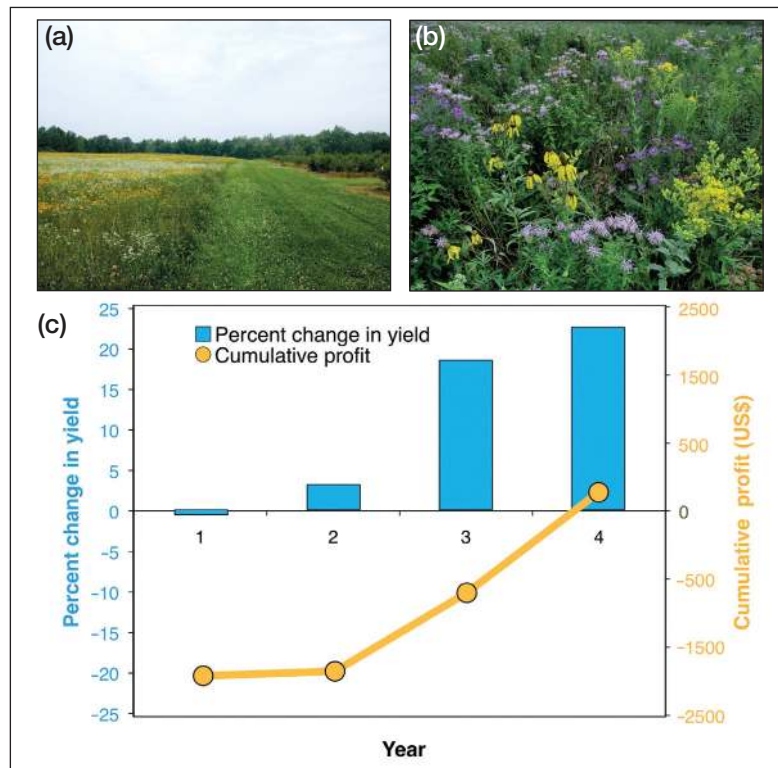 (a)
(b)
(c)
25
20
15
10
5
0
−5
−10
−15
−20
−25
Percent change in yield
Percent change in yield
Cumulative profit
1
2
3
4
Year
2500
1500
500
0
−500
−1500
−2500
Cumulative profit (US$)